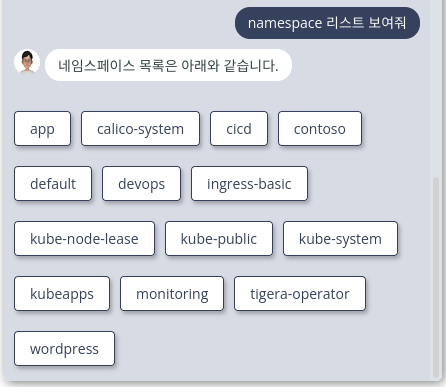 namespace 리스트 보여줘
네임스페이스 목록은 아래와 같습니다.
app calico-system cicd contoso
default devops ingress-basic
kube-node-lease kube-public kube-system
kubeapps monitoring tigera-operator
wordpress